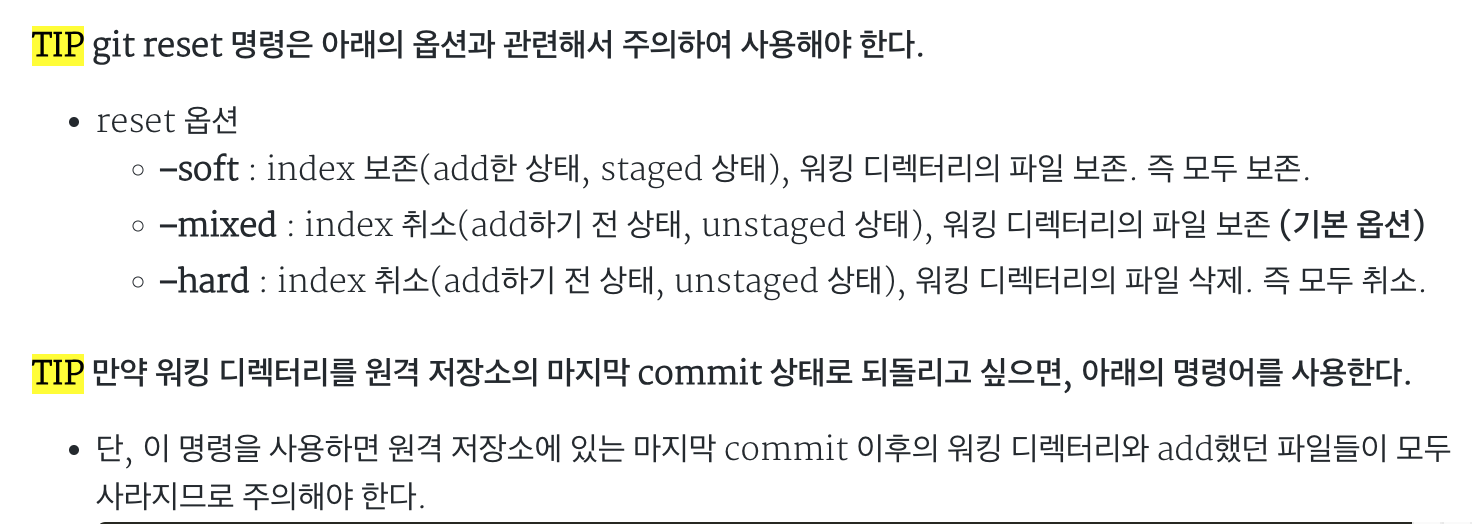 TIP git reset 명령은 아래의 옵션과 관련해서 주의하여 사용해야 한다.
• reset 옵션
◦ –soft : index 보존(add한 상태, staged 상태), 워킹 디렉터리의 파일 보존. 즉 모두 보존.
◦ –mixed : index 취소(add하기 전 상태, unstaged 상태), 워킹 디렉터리의 파일 보존 (기본 옵션)
◦ –hard : index 취소(add하기 전 상태, unstaged 상태), 워킹 디렉터리의 파일 삭제. 즉 모두 취소.
TIP 만약 워킹 디렉터리를 원격 저장소의 마지막 commit 상태로 되돌리고 싶으면, 아래의 명령어를 사용한다.
• 단, 이 명령을 사용하면 원격 저장소에 있는 마지막 commit 이후의 워킹 디렉터리와 add했던 파일들이 모두
사라지므로 주의해야 한다.